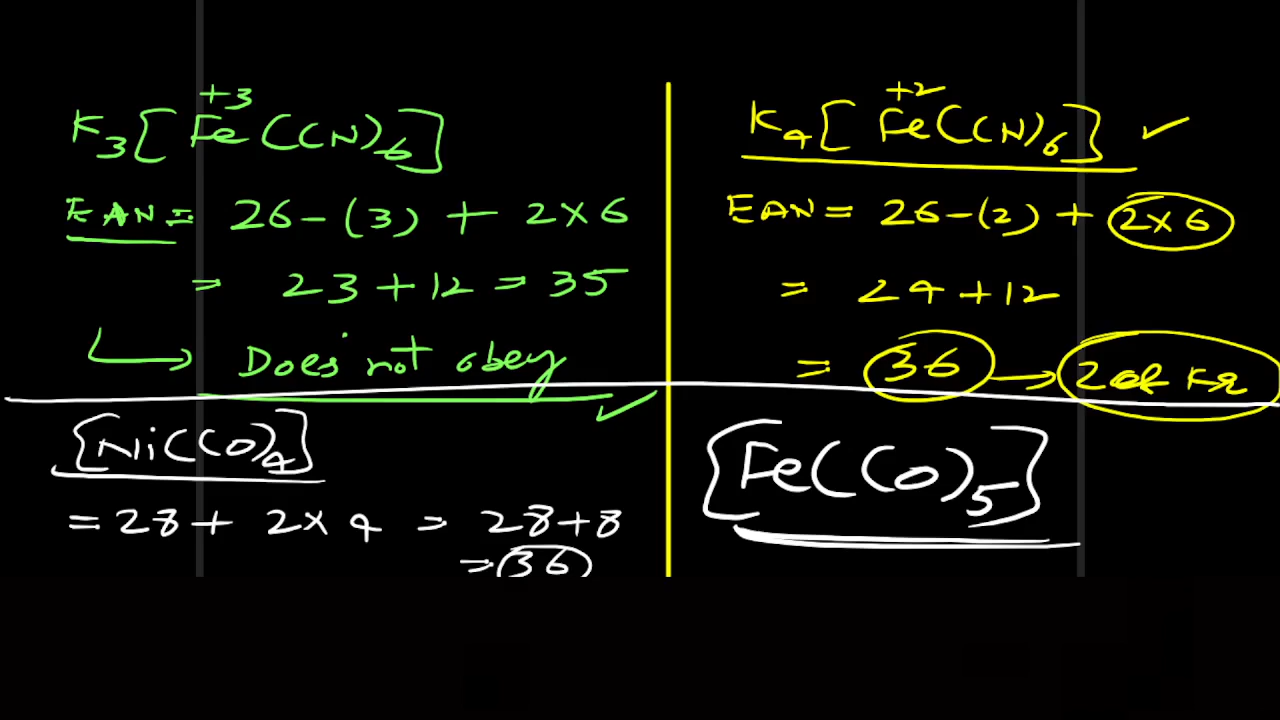 +3
K₃[Fe(CN)₆]
EAN = 26 - (3) + 2 x 6
= 23 + 12 = 35
Does not obey
+2
K₄[Fe(CN)₆] ✓
EAN = 26 - (2) + 2 x 6
= 24 + 12
= 36 → Z of Kr
[Ni(CO)₄]
= 28 + 2 x 4 = 28 + 8
= 36
[Fe(CO)₅]